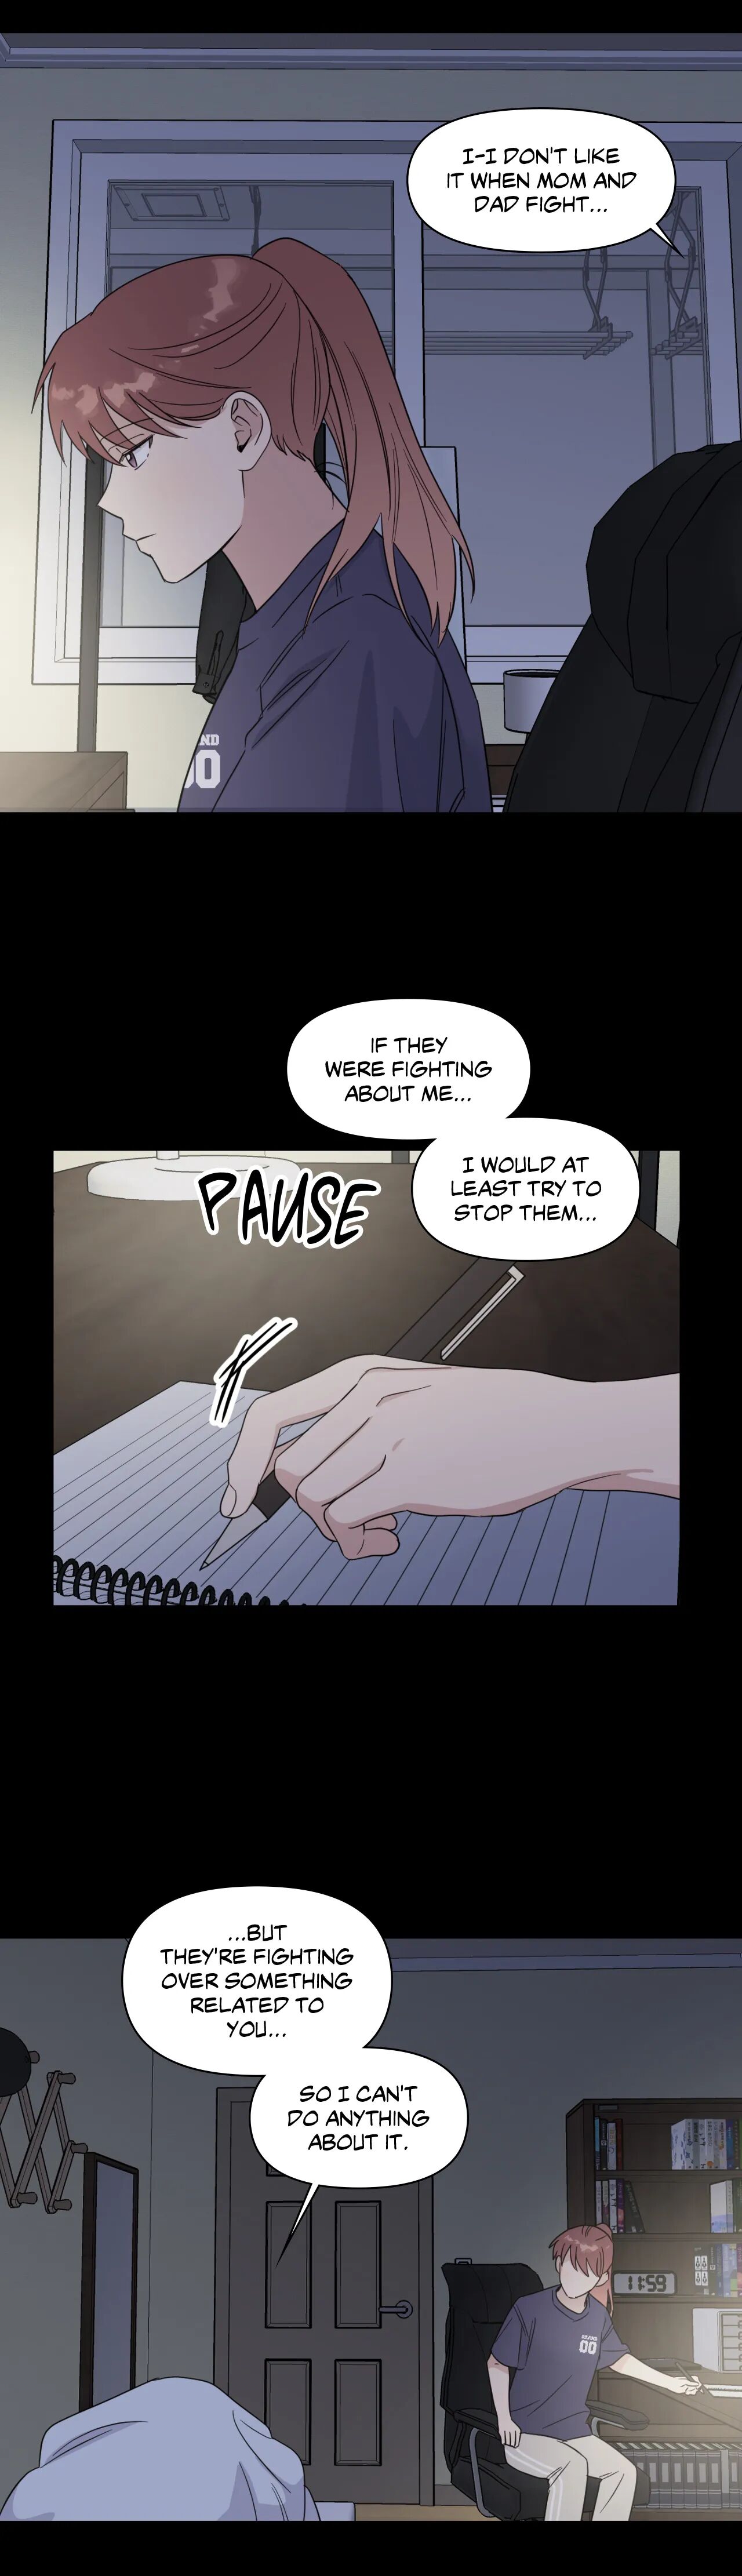 I-I DON'T LIKE
IT WHEN MOM AND
DAD FIGHT...
ND
00
IF THEY
WERE FIGHTING
ABOUT ME...
I WOULD AT
LEAST TRY TO
STOP THEM...
PAUSE
...BUT
THEY'RE FIGHTING
OVER SOMETHING
RELATED TO
YOU...
SO I CAN'T
DO ANYTHING
ABOUT IT.
11:59
00